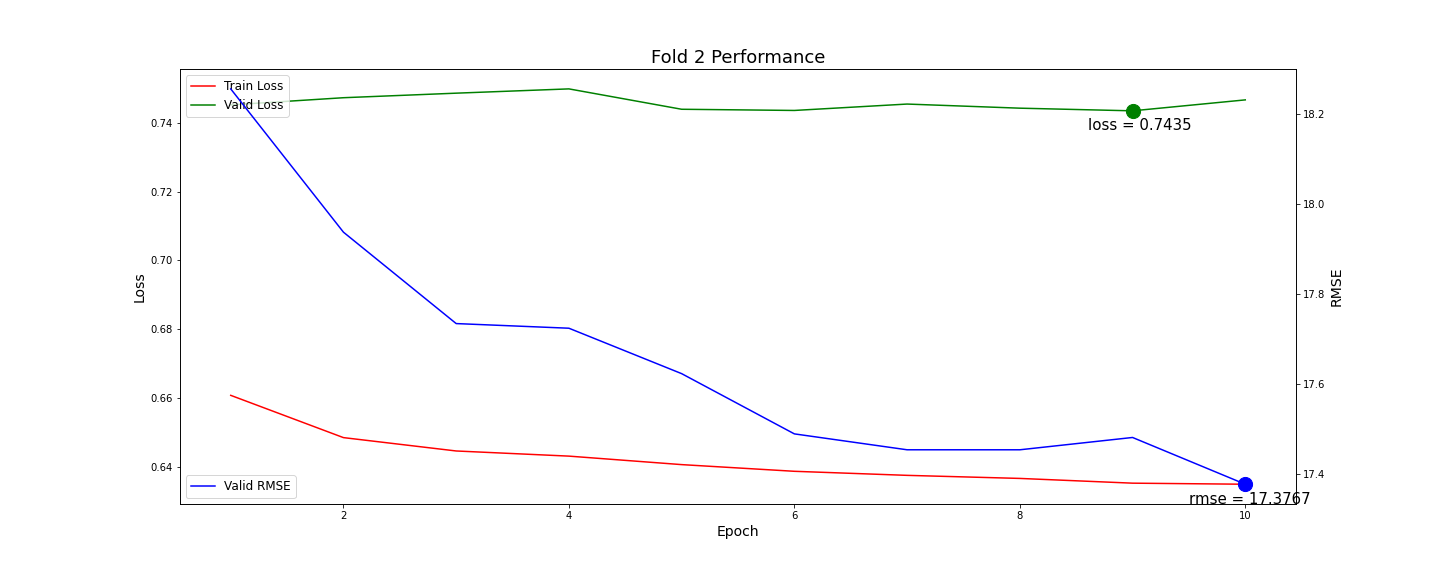 Fold 2 Performance
Train Loss
Valid Loss
Valid RMSE
loss = 0.7435
rmse = 17.3767
Loss
0.74
0.72
0.70
0.68
0.66
0.64
RMSE
18.2
18.0
17.8
17.6
17.4
2 4 6 8 10
Epoch